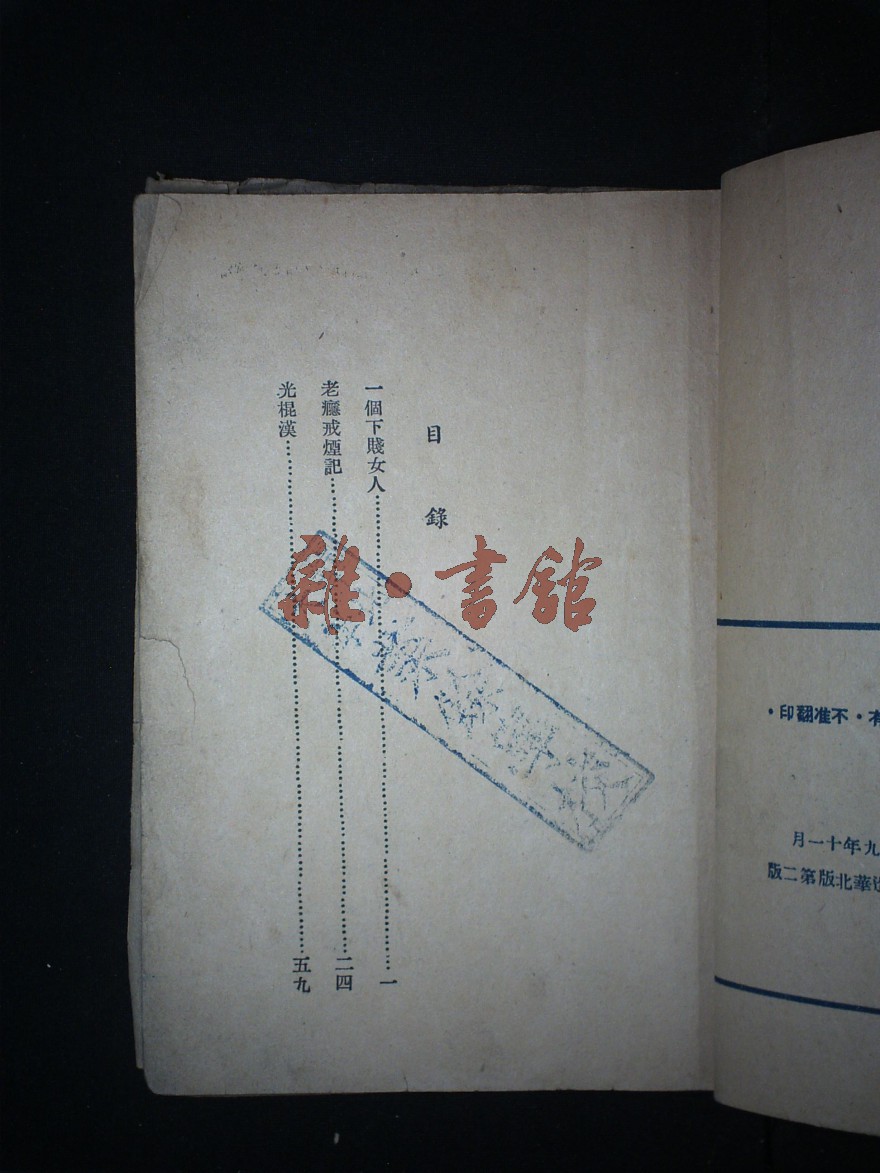 目錄
一個下賤女人……一
老癮戒煙記……二四
光棍漢……五九
雜·書館
有·不准翻印·
九年十一月
華北版第二版